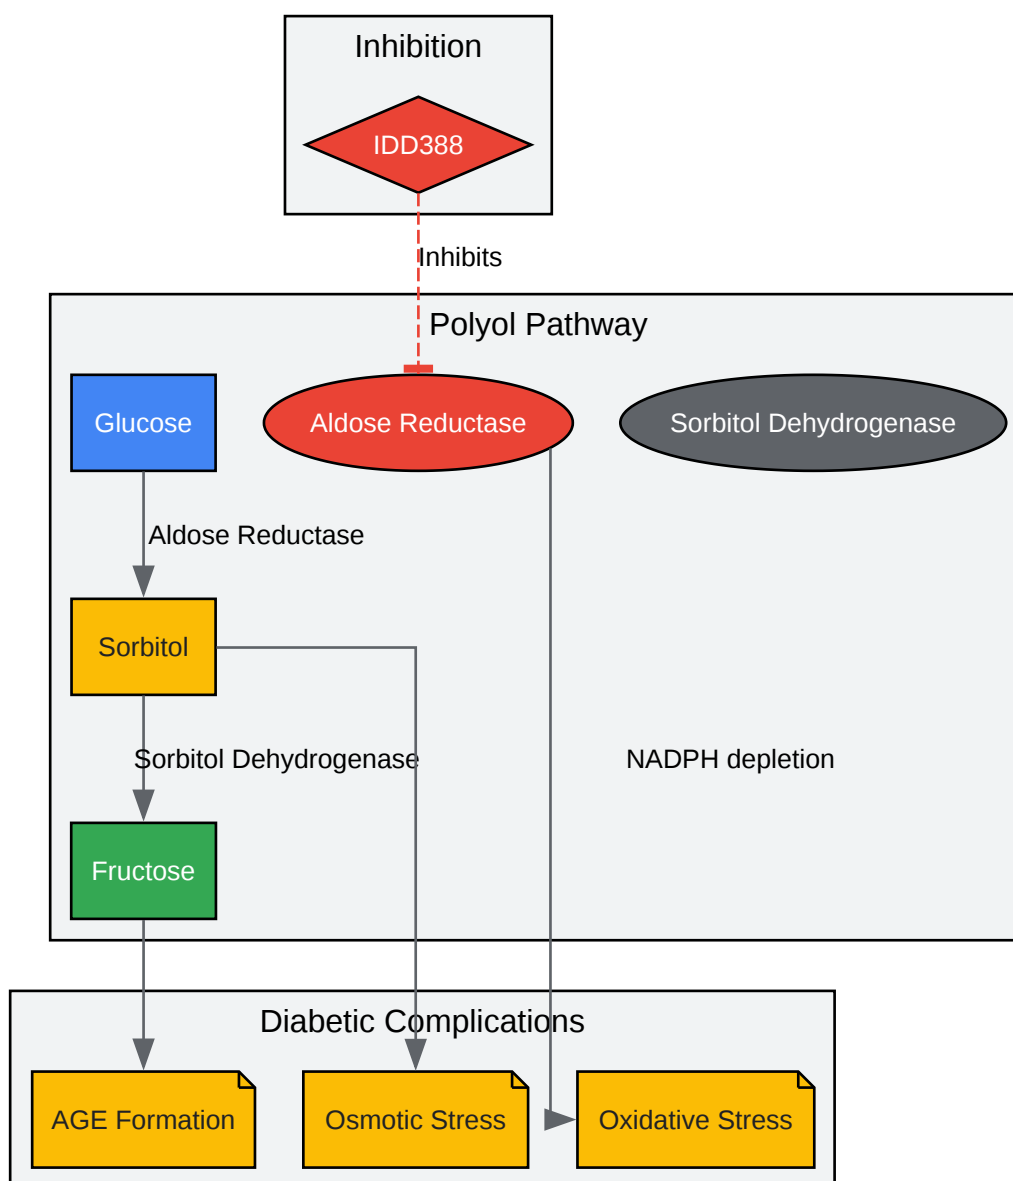 Inhibition
IDD388
Inhibits
Polyol Pathway
Glucose
Aldose Reductase
Sorbitol Dehydrogenase
Aldose Reductase
Sorbitol
Sorbitol Dehydrogenase
NADPH depletion
Fructose
Diabetic Complications
AGE Formation
Osmotic Stress
Oxidative Stress